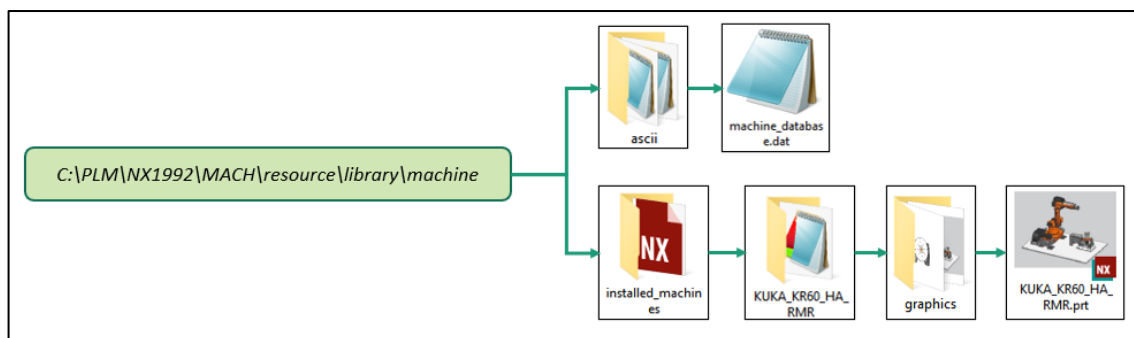 ascii
machine_databas
e.dat
C:\PLM\NX1992\MACH\resource\library\machine
NX
installed_machin
es
KUKA_KR60_HA_
RMR
graphics
NX
KUKA_KR60_HA_
RMR.prt